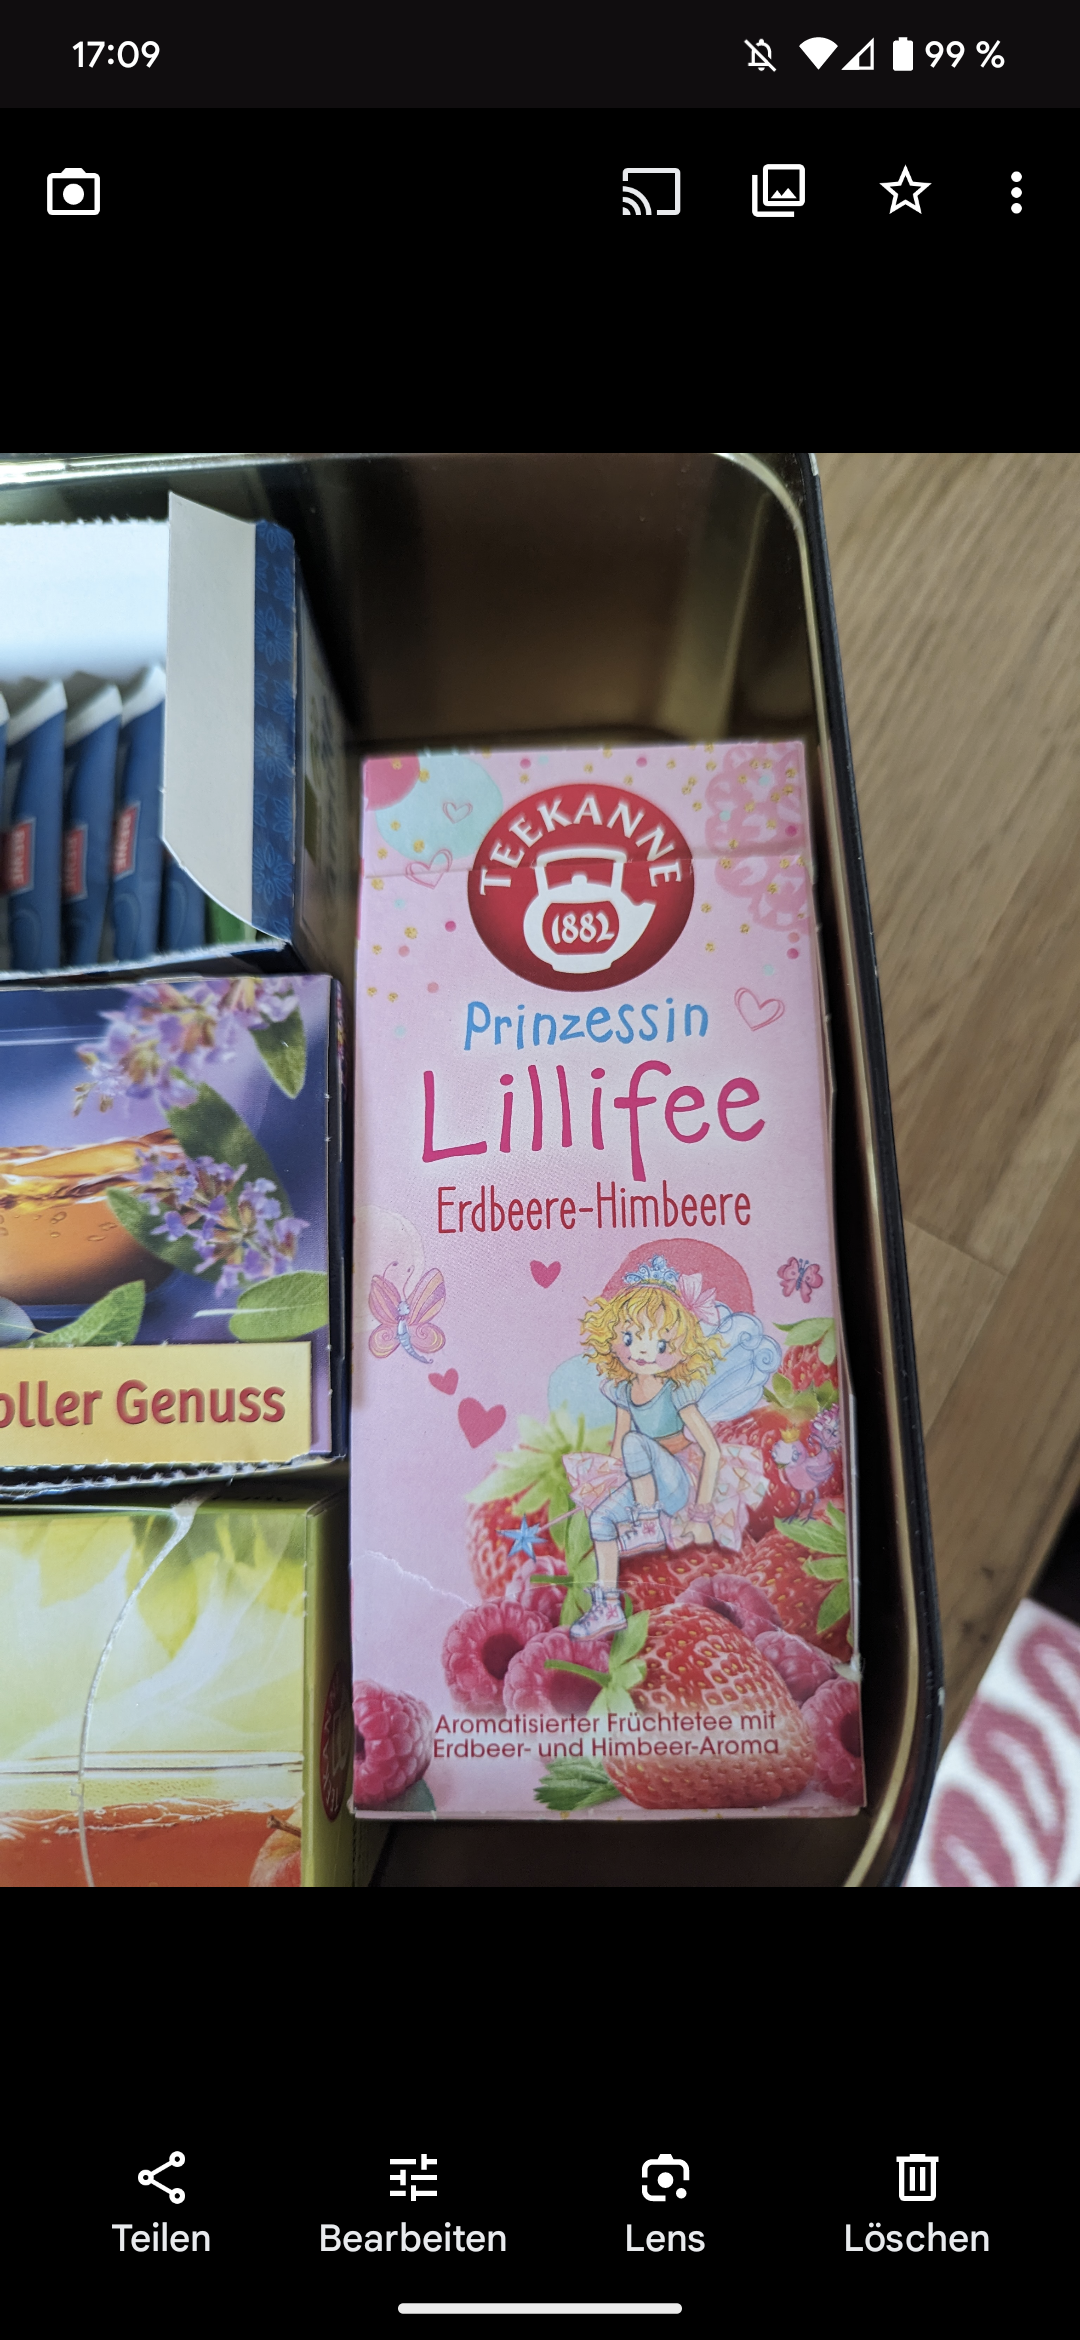 17:09
99 %
TEEKANNE
1882
Prinzessin
Lillifee
Erdbeere-Himbeere
oller Genuss
Aromatisierter Früchtetee mit
Erdbeer- und Himbeer-Aroma
Teilen
Bearbeiten
Lens
Löschen